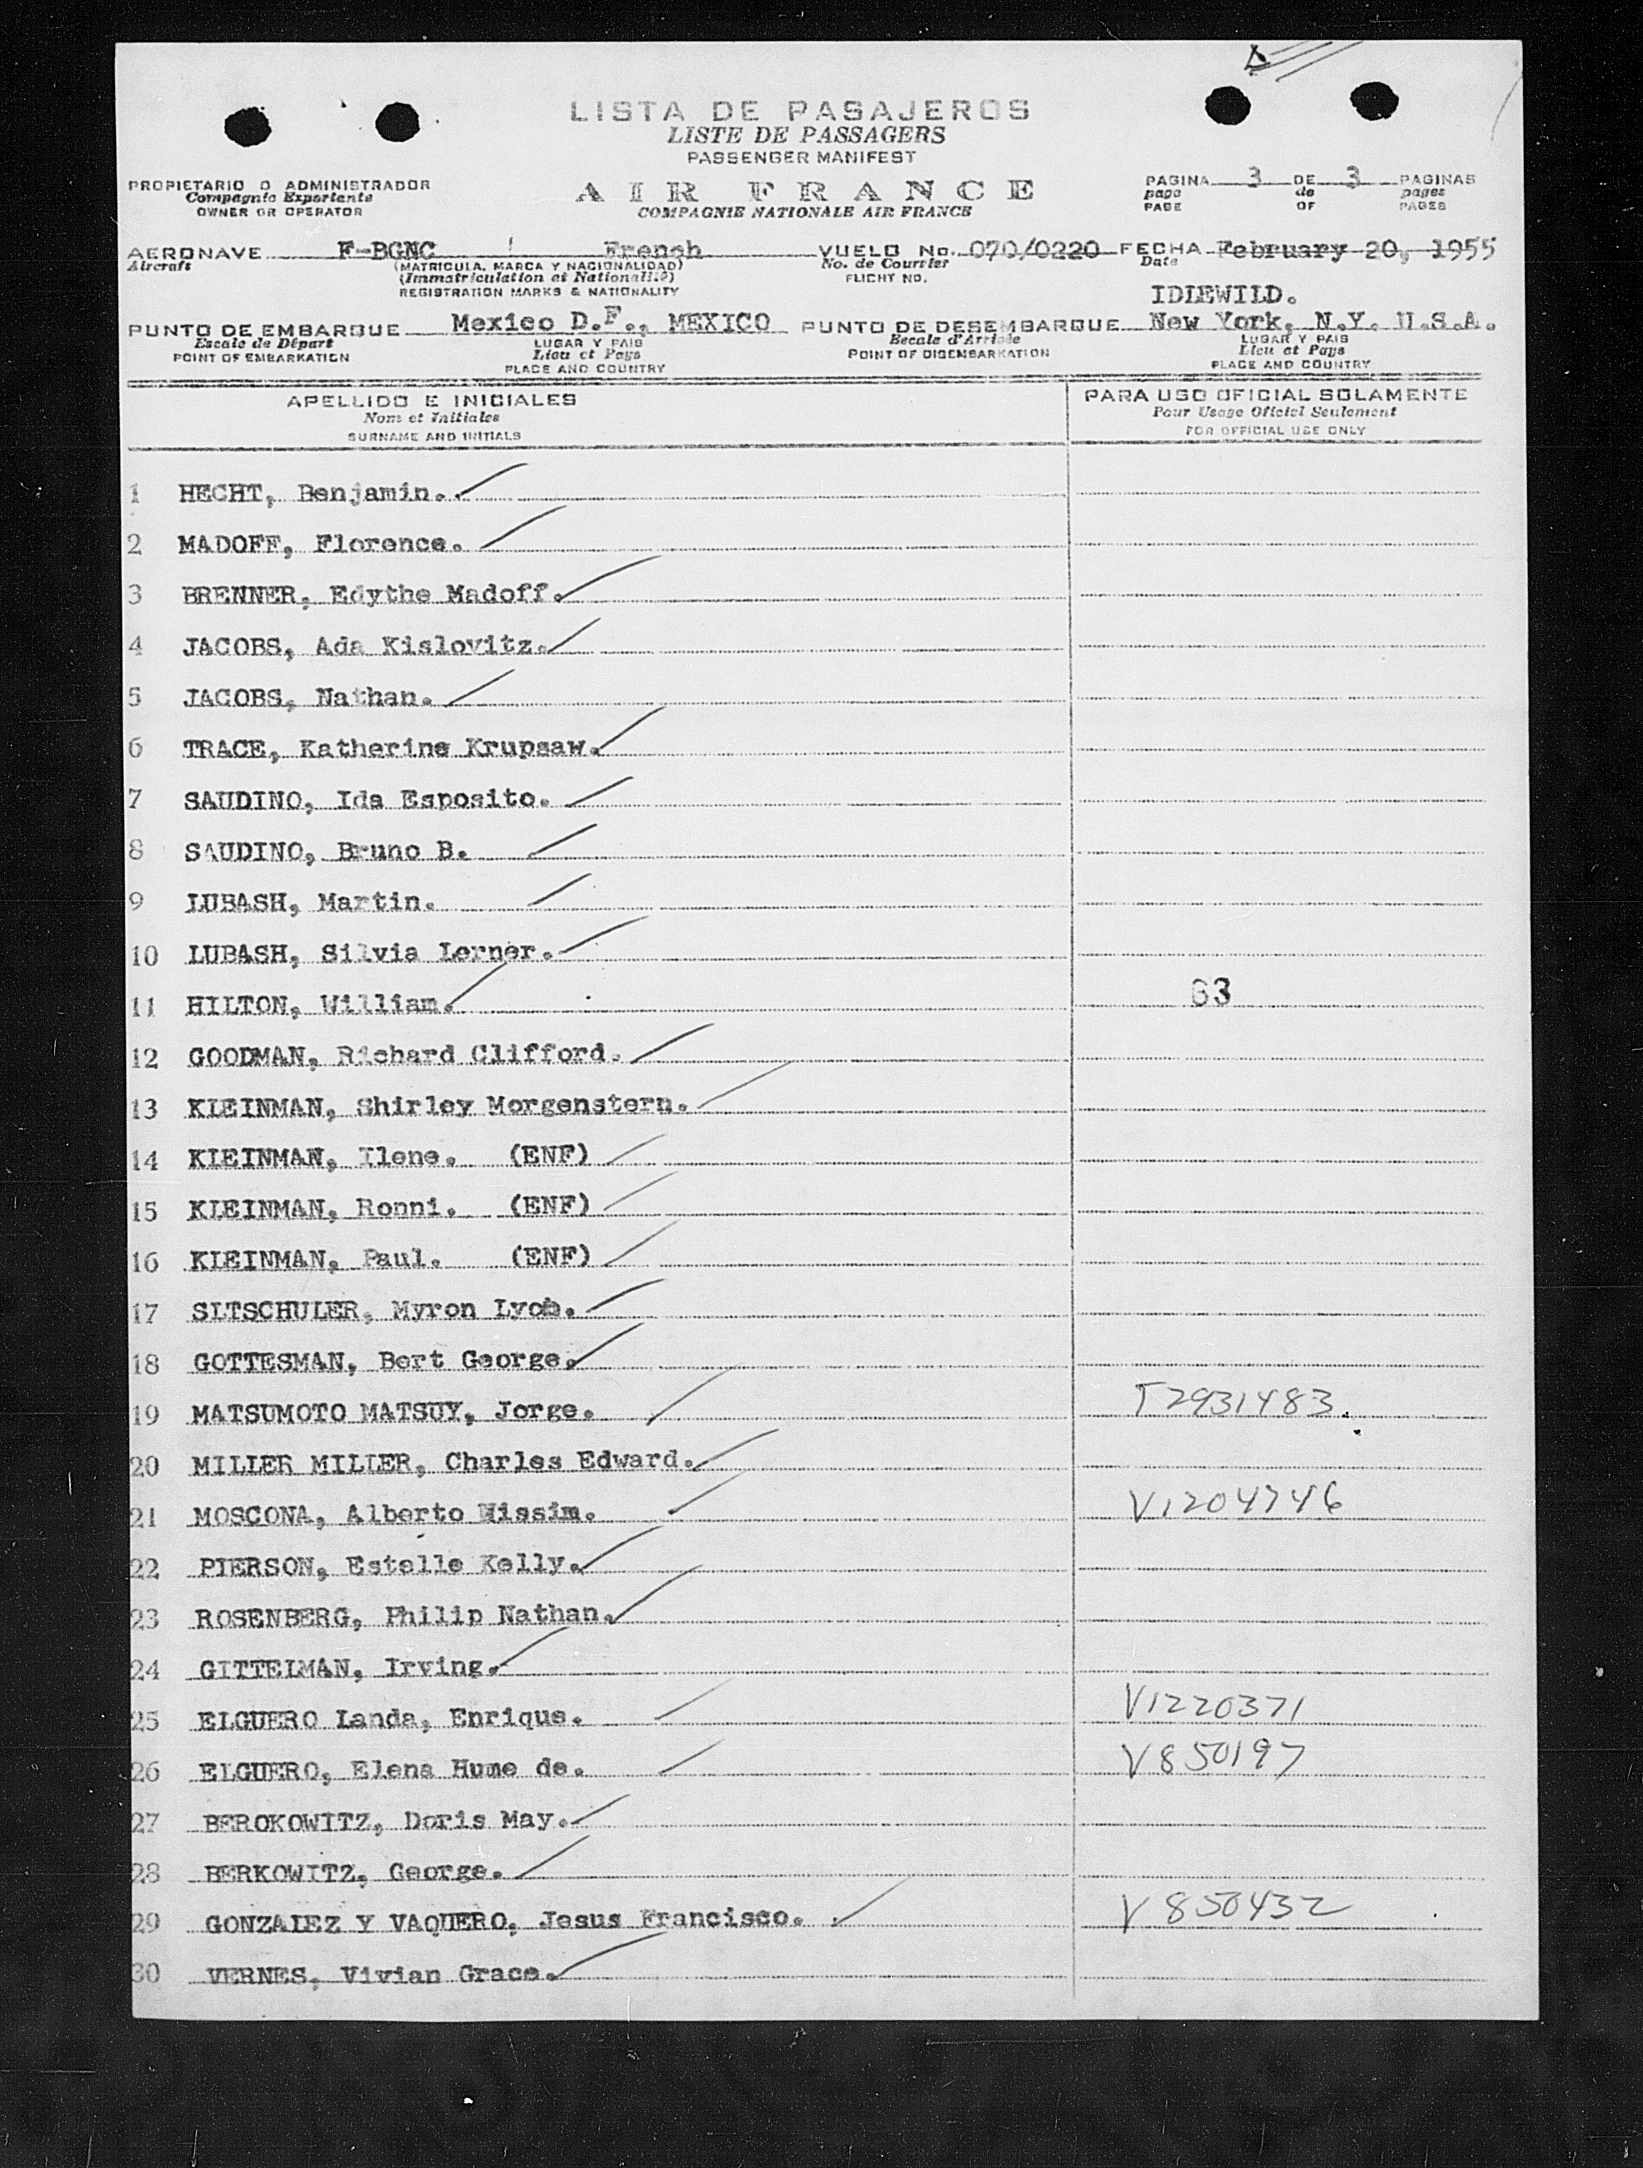 LISTA DE PASAJEROS
LISTE DE PASSAGERS
PASSENGER MANIFEST
PROPIETARIO O ADMINISTRADOR
Compagnie Exportante
OWNER OR OPERATOR
AIR FRANCE
COMPAGNIE NATIONALE AIR FRANCE
PAGINA 3 DE 3 PAGINAS
page de pages
PAGE OF PAGES
AERONAVE F-BGNC French VUELO No. 070/0220 FECHA February 20, 1955
Aircraft (MATRICULA, MARCA Y NACIONALIDAD) No. de Courrier Date
(Immatriculation et Nationalité) FLIGHT NO.
REGISTRATION MARKS & NATIONALITY
IDLEWILD.
PUNTO DE EMBARQUE Mexico D.F., MEXICO PUNTO DE DESEMBARQUE New York, N.Y. U.S.A.
Escale de Départ LUGAR Y PAIS Escale d'Arrivée LUGAR Y PAIS
POINT OF EMBARKATION Lieu et Pays POINT OF DISEMBARKATION Lieu et Pays
PLACE AND COUNTRY PLACE AND COUNTRY
APELLIDO E INICIALES PARA USO OFICIAL SOLAMENTE
Nom et Initiales Pour Usage Officiel Seulement
SURNAME AND INITIALS FOR OFFICIAL USE ONLY
1 HECHT, Benjamin.
2 MADOFF, Florence.
3 BRENNER, Edythe Madoff.
4 JACOBS, Ada Kislovitz.
5 JACOBS, Nathan.
6 TRACE, Katherine Krupsaw.
7 SAUDINO, Ida Esposito.
8 SAUDINO, Bruno B.
9 LUBASH, Martin.
10 LUBASH, Silvia Lerner.
11 HILTON, William. 63
12 GOODMAN, Richard Clifford.
13 KLEINMAN, Shirley Morgenstern.
14 KLEINMAN, Ilene. (ENF)
15 KLEINMAN, Ronni. (ENF)
16 KLEINMAN, Paul. (ENF)
17 SLTSCHULER, Myron
18 GOTTESMAN, Bert George.
19 MATSUMOTO MATSUY, Jorge. T2931483.
20 MILLER MILLER, Charles Edward.
21 MOSCONA, Alberto Nissim. V1204746
22 PIERSON, Estelle Kelly.
23 ROSENBERG, Philip Nathan.
24 GITTELMAN, Irving.
25 ELGUERO Landa, Enrique. V1220371
26 ELGUERO, Elena Hume de. V850197
27 BEROKOWITZ, Doris May.
28 BERKOWITZ, George.
29 GONZALEZ Y VAQUERO, Jesus Francisco. V850432
30 VERNES, Vivian Grace.